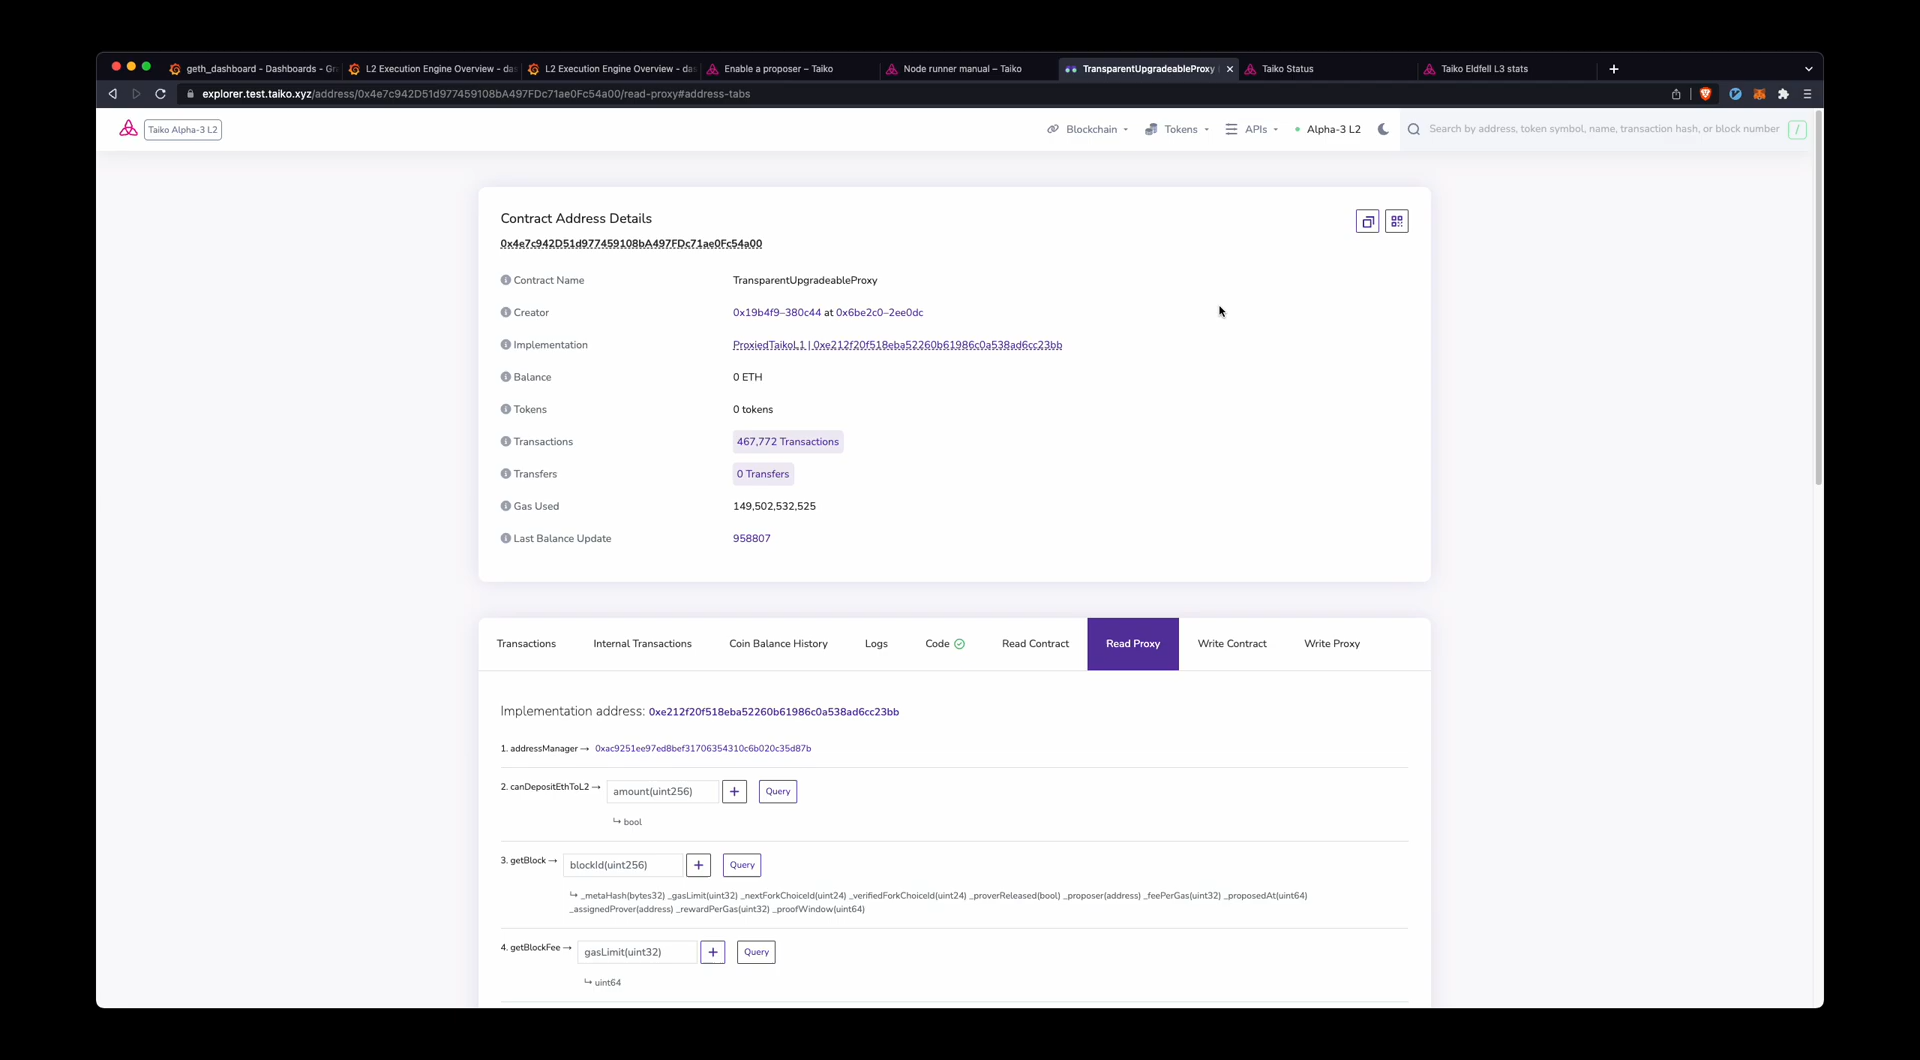 geth_dashboard - Dashboards - Gr
L2 Execution Engine Overview - da
L2 Execution Engine Overview - da
Enable a proposer – Taiko
Node runner manual – Taiko
TransparentUpgradeableProxy
Taiko Status
Taiko Eldfell L3 stats
explorer.test.taiko.xyz/address/0x4e7c942D51d977459108bA497FDc71ae0Fc54a00/read-proxy#address-tabs
Taiko Alpha-3 L2
Blockchain
Tokens
APIs
Alpha-3 L2
Search by address, token symbol, name, transaction hash, or block number
/
Contract Address Details
0x4e7c942D51d977459108bA497FDc71ae0Fc54a00
Contract Name TransparentUpgradeableProxy
Creator 0x19b4f9–380c44 at 0x6be2c0–2ee0dc
Implementation ProxiedTaikoL1 | 0xe212f20f518eba52260b61986c0a538ad6cc23bb
Balance 0 ETH
Tokens 0 tokens
Transactions 467,772 Transactions
Transfers 0 Transfers
Gas Used 149,502,532,525
Last Balance Update 958807
Transactions
Internal Transactions
Coin Balance History
Logs
Code
Read Contract
Read Proxy
Write Contract
Write Proxy
Implementation address: 0xe212f20f518eba52260b61986c0a538ad6cc23bb
1. addressManager → 0xac9251ee97ed8bef31706354310c6b020c35d87b
2. canDepositEthToL2 → amount(uint256) + Query
↳ bool
3. getBlock → blockId(uint256) + Query
↳ _metaHash(bytes32) _gasLimit(uint32) _nextForkChoiceId(uint24) _verifiedForkChoiceId(uint24) _proverReleased(bool) _proposer(address) _feePerGas(uint32) _proposedAt(uint64)
_assignedProver(address) _rewardPerGas(uint32) _proofWindow(uint64)
4. getBlockFee → gasLimit(uint32) + Query
↳ uint64